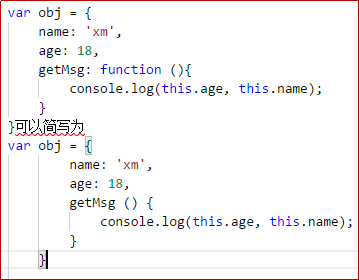 var obj = {
name: 'xm',
age: 18,
getMsg: function (){
console.log(this.age, this.name);
}
}可以简写为
var obj = {
name: 'xm',
age: 18,
getMsg () {
console.log(this.age, this.name);
}
}